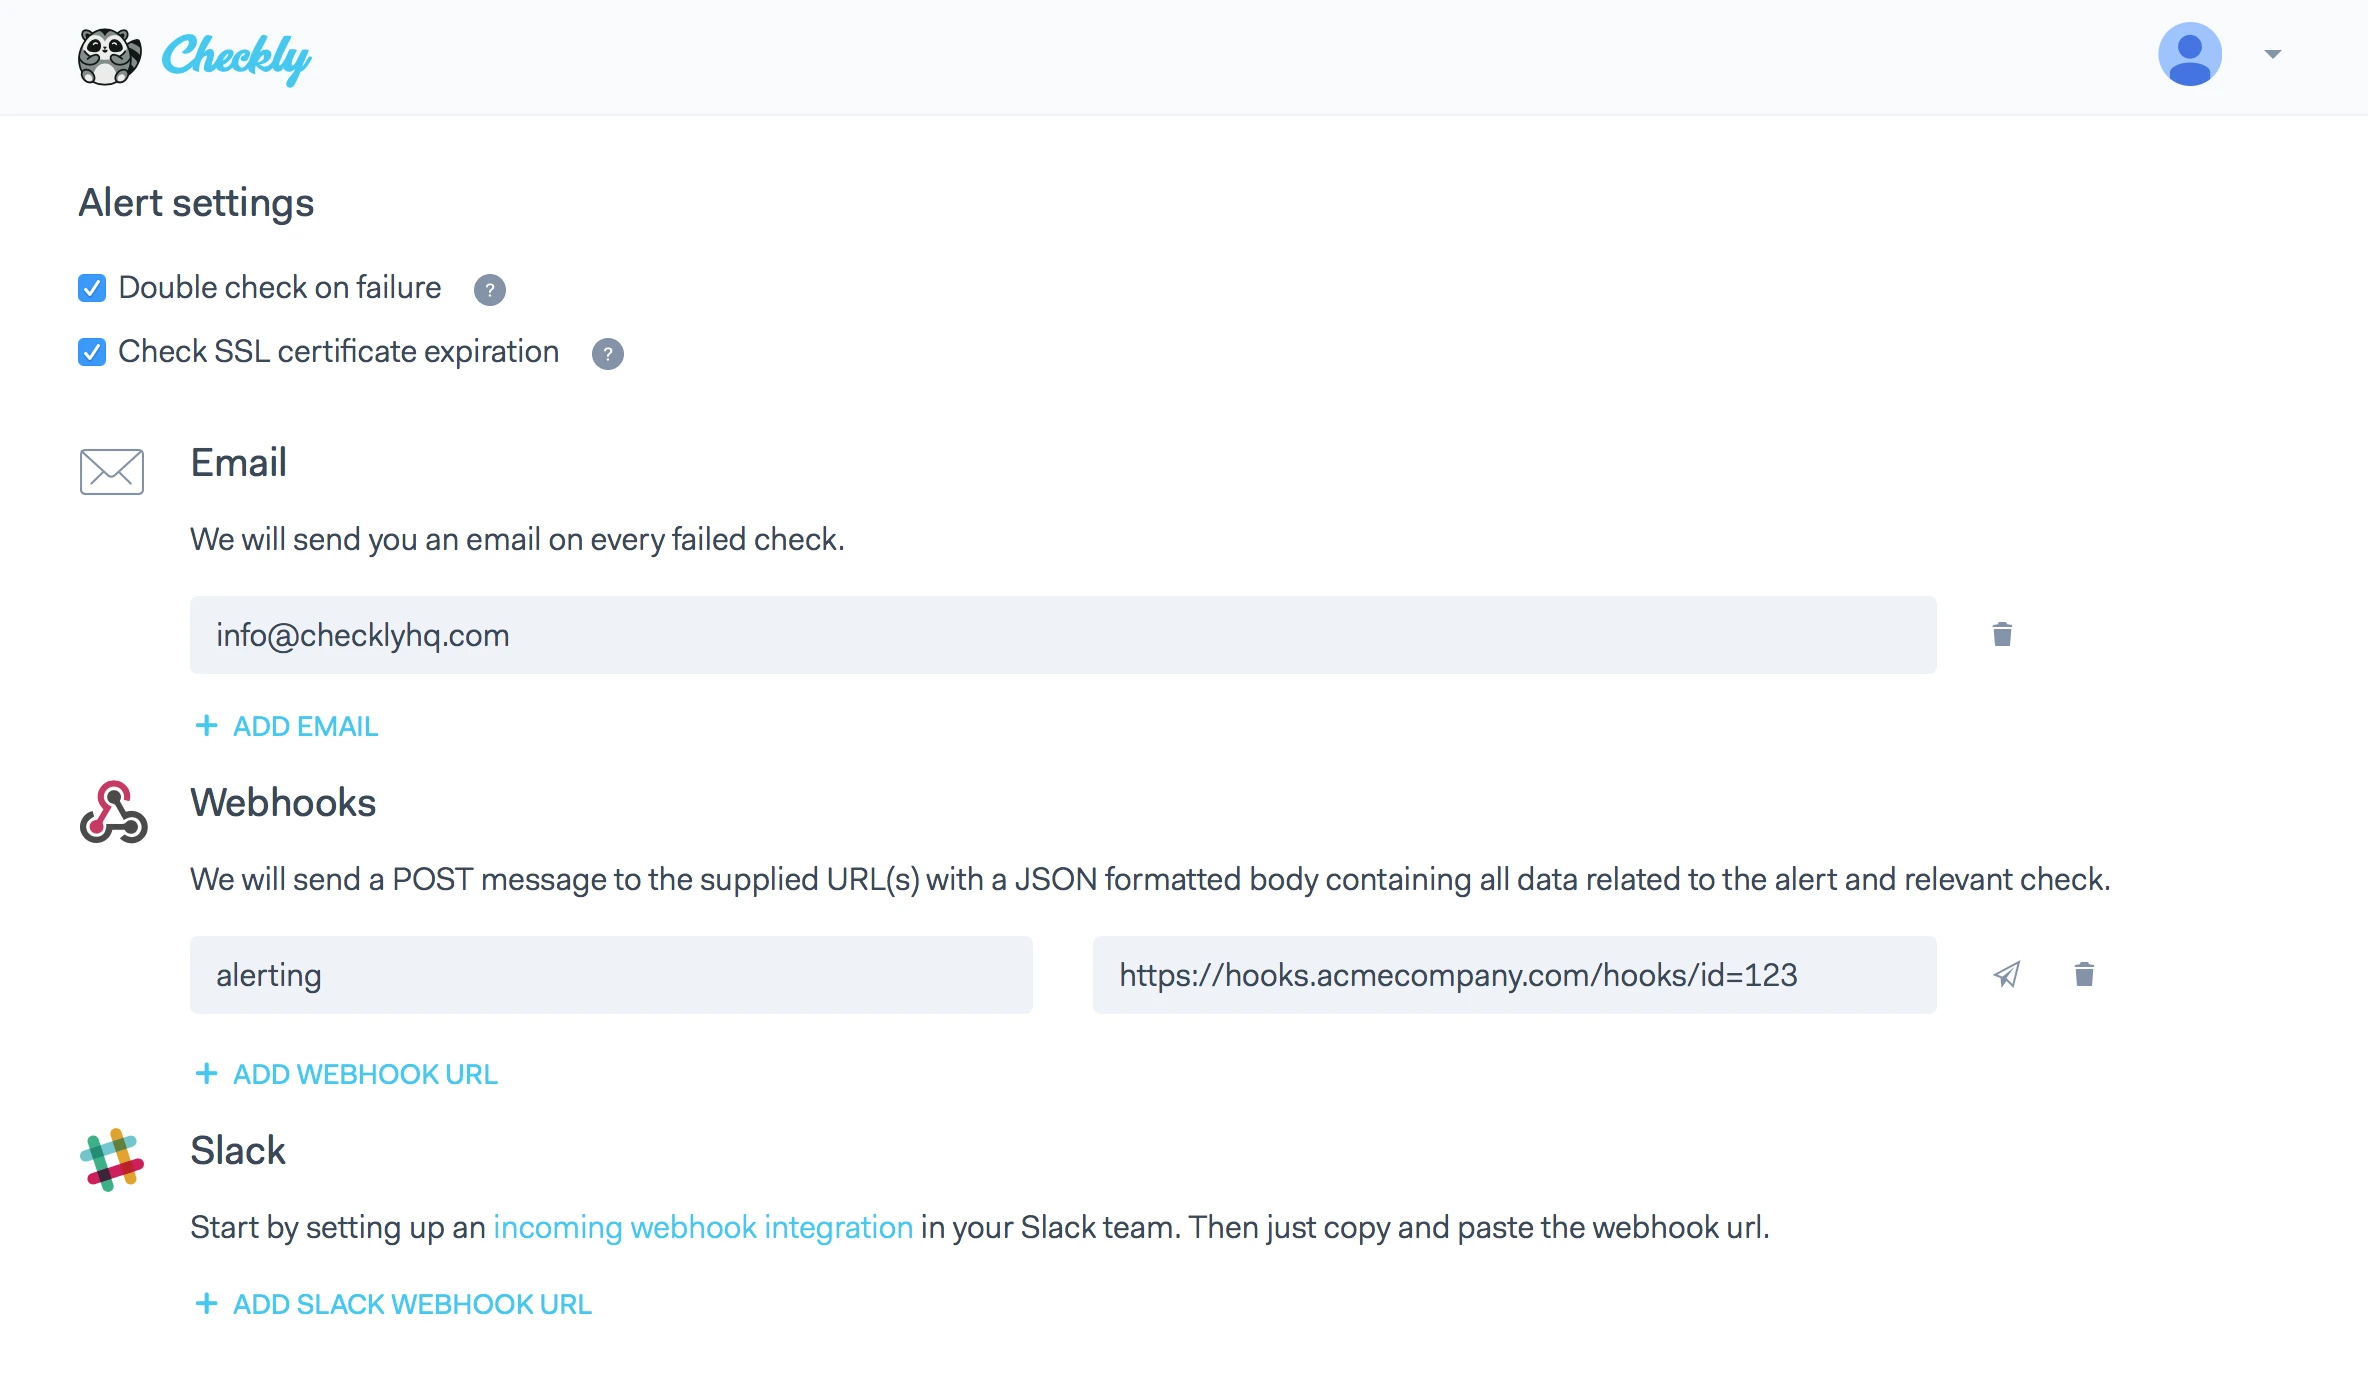 Checkly
Alert settings
Double check on failure ?
Check SSL certificate expiration ?
Email
We will send you an email on every failed check.
info@checklyhq.com
+ ADD EMAIL
Webhooks
We will send a POST message to the supplied URL(s) with a JSON formatted body containing all data related to the alert and relevant check.
alerting https://hooks.acmecompany.com/hooks/id=123
+ ADD WEBHOOK URL
Slack
Start by setting up an incoming webhook integration in your Slack team. Then just copy and paste the webhook url.
+ ADD SLACK WEBHOOK URL